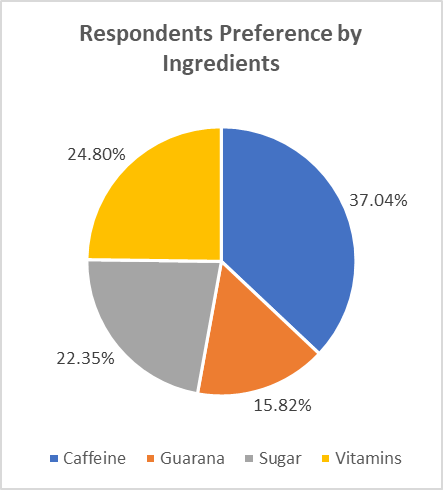 Respondents Preference by
Ingredients
24.80%
37.04%
22.35%
15.82%
Caffeine Guarana Sugar Vitamins